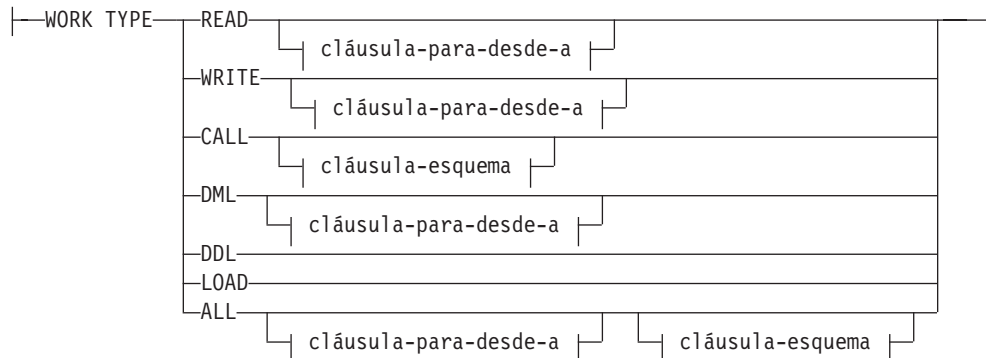 WORK TYPE READ
cláusula-para-desde-a
WRITE
cláusula-para-desde-a
CALL
cláusula-esquema
DML
cláusula-para-desde-a
DDL
LOAD
ALL
cláusula-para-desde-a cláusula-esquema